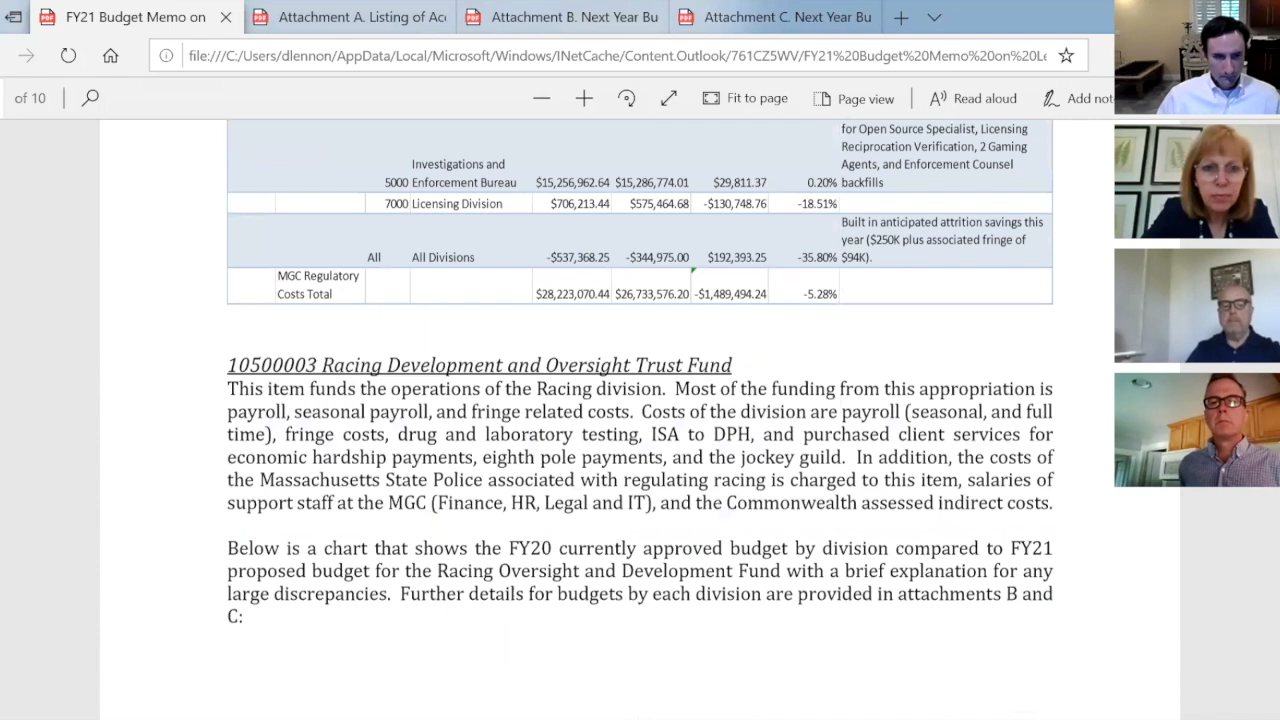 FY21 Budget Memo on
Attachment A. Listing of Acc
Attachment B. Next Year Bu
Attachment C. Next Year Bu
file:///C:/Users/dlennon/AppData/Local/Microsoft/Windows/INetCache/Content.Outlook/761CZ5WV/FY21%20Budget%20Memo%20on%20Le
of 10
Fit to page
Page view
Read aloud
Add not
for Open Source Specialist, Licensing
Reciprocation Verification, 2 Gaming
Investigations and Agents, and Enforcement Counsel
5000 Enforcement Bureau $15,256,962.64 $15,286,774.01 $29,811.37 0.20% backfills
7000 Licensing Division $706,213.44 $575,464.68 -$130,748.76 -18.51%
Built in anticipated attrition savings this
year ($250K plus associated fringe of
All All Divisions -$537,368.25 -$344,975.00 $192,393.25 -35.80% $94K).
MGC Regulatory
Costs Total $28,223,070.44 $26,733,576.20 -$1,489,494.24 -5.28%
10500003 Racing Development and Oversight Trust Fund
This item funds the operations of the Racing division. Most of the funding from this appropriation is
payroll, seasonal payroll, and fringe related costs. Costs of the division are payroll (seasonal, and full
time), fringe costs, drug and laboratory testing, ISA to DPH, and purchased client services for
economic hardship payments, eighth pole payments, and the jockey guild. In addition, the costs of
the Massachusetts State Police associated with regulating racing is charged to this item, salaries of
support staff at the MGC (Finance, HR, Legal and IT), and the Commonwealth assessed indirect costs.
Below is a chart that shows the FY20 currently approved budget by division compared to FY21
proposed budget for the Racing Oversight and Development Fund with a brief explanation for any
large discrepancies. Further details for budgets by each division are provided in attachments B and
C: